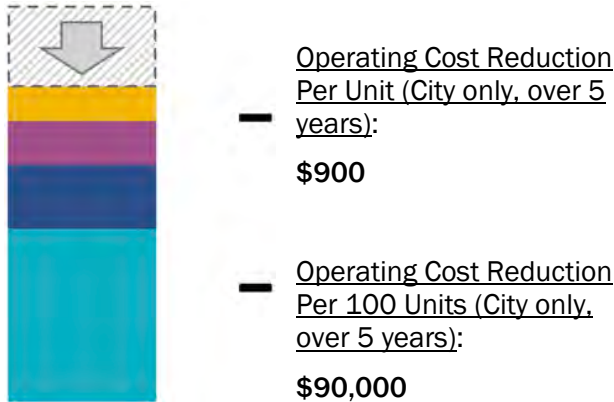 Operating Cost Reduction
Per Unit (City only, over 5
years):
$900
Operating Cost Reduction
Per 100 Units (City only,
over 5 years):
$90,000